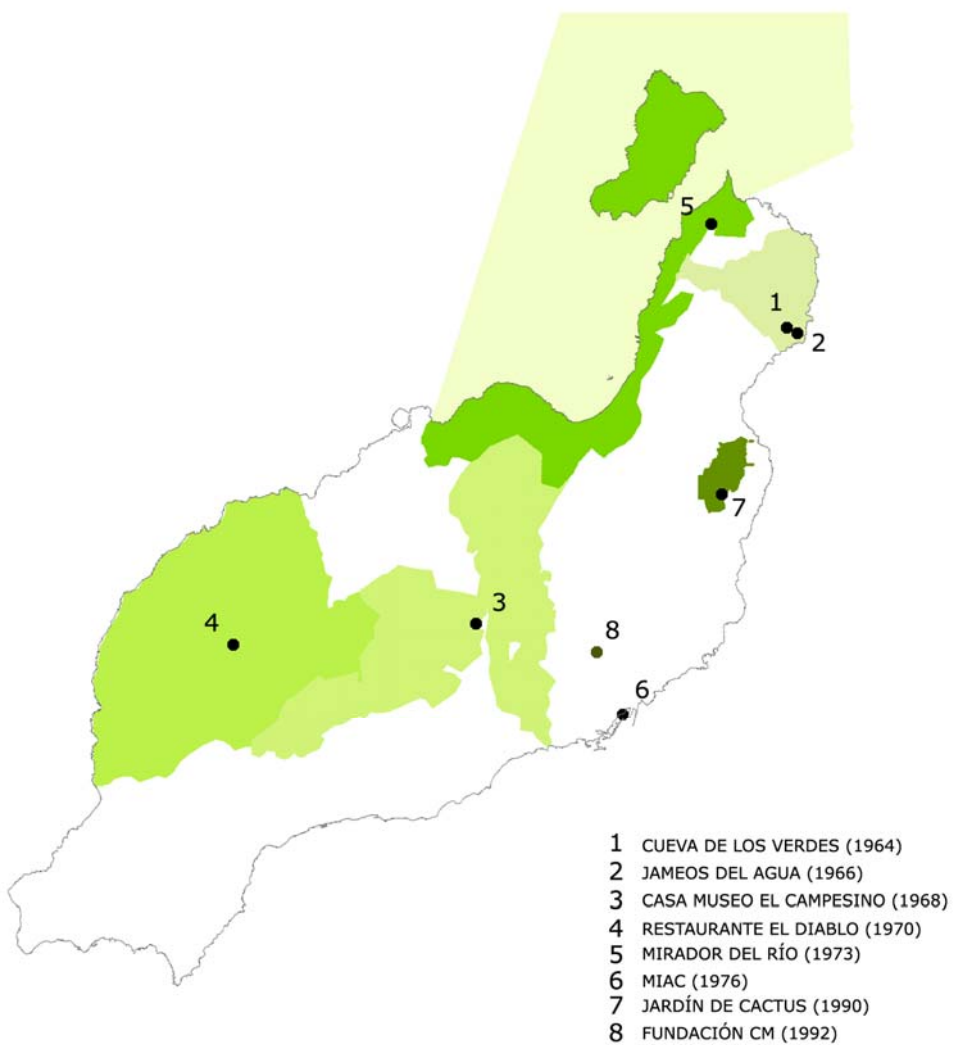 5
1
2
7
3
4
8
6
1 CUEVA DE LOS VERDES (1964)
2 JAMEOS DEL AGUA (1966)
3 CASA MUSEO EL CAMPESINO (1968)
4 RESTAURANTE EL DIABLO (1970)
5 MIRADOR DEL RÍO (1973)
6 MIAC (1976)
7 JARDÍN DE CACTUS (1990)
8 FUNDACIÓN CM (1992)